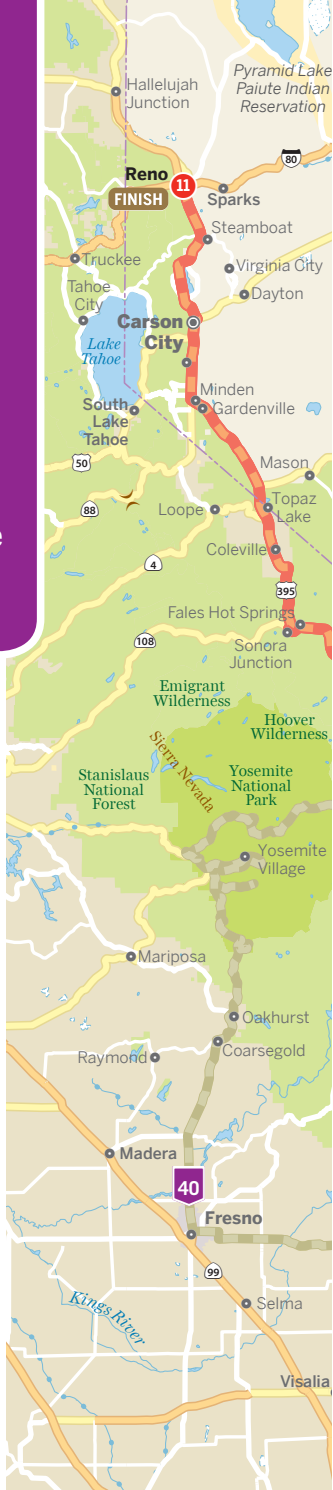 Pyramid Lake
Paiute Indian
Reservation
Hallelujah
Junction
80
Reno
11
FINISH
Sparks
Steamboat
Truckee
Virginia City
Tahoe
City
Dayton
Carson
City
Lake
Tahoe
Minden
Gardenville
South
Lake
Tahoe
50
Mason
88
Loope
Topaz
Lake
Coleville
4
395
Fales Hot Springs
108
Sonora
Junction
Emigrant
Wilderness
Hoover
Wilderness
Sierra Nevada
Stanislaus
National
Forest
Yosemite
National
Park
Yosemite
Village
Mariposa
Oakhurst
Coarsegold
Raymond
Madera
40
Fresno
99
Kings River
Selma
Visalia